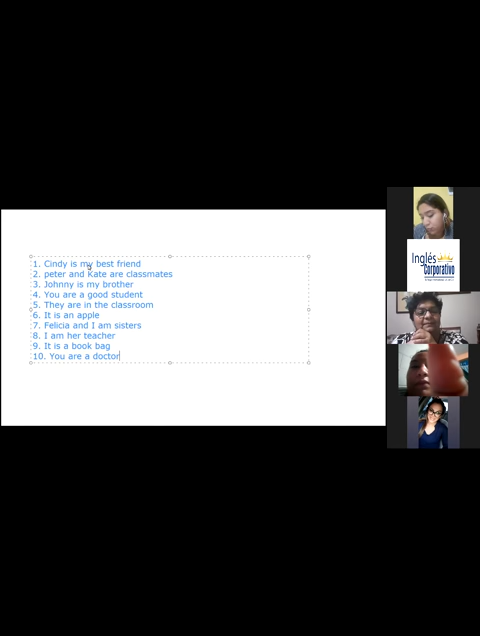 1. Cindy is my best friend
2. peter and Kate are classmates
3. Johnny is my brother
4. You are a good student
5. They are in the classroom
6. It is an apple
7. Felicia and I am sisters
8. I am her teacher
9. It is a book bag
10. You are a doctor
Inglés
Corporativo